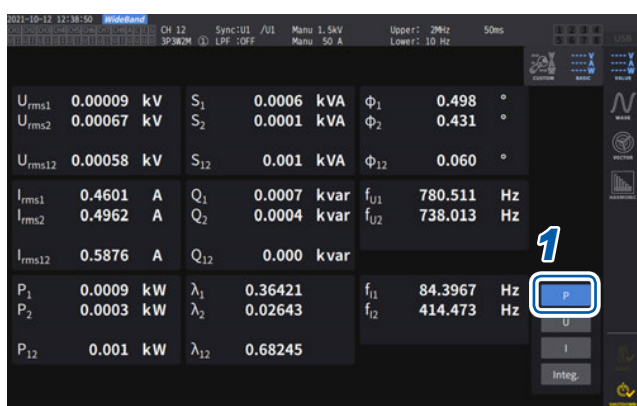 2021-10-12 12:38:50 WideBand CH 12 Sync:U1 /U1 Manu 1.5kV Upper: 2MHz 50ms
3P3W2M ① LPF :OFF Manu 50 A Lower: 10 Hz
USB
CUSTOM BASIC VALUE
Urms1 0.00009 kV S1 0.0006 kVA Φ1 0.498 °
Urms2 0.00067 kV S2 0.0001 kVA Φ2 0.431 °
Urms12 0.00058 kV S12 0.001 kVA Φ12 0.060 °
WAVE
VECTOR
HARMONIC
Irms1 0.4601 A Q1 0.0007 kvar fU1 780.511 Hz
Irms2 0.4962 A Q2 0.0004 kvar fU2 738.013 Hz
Irms12 0.5876 A Q12 0.000 kvar
1
P1 0.0009 kW λ1 0.36421 fI1 84.3967 Hz
P2 0.0003 kW λ2 0.02643 fI2 414.473 Hz
P12 0.001 kW λ12 0.68245
P
U
I
Integ.